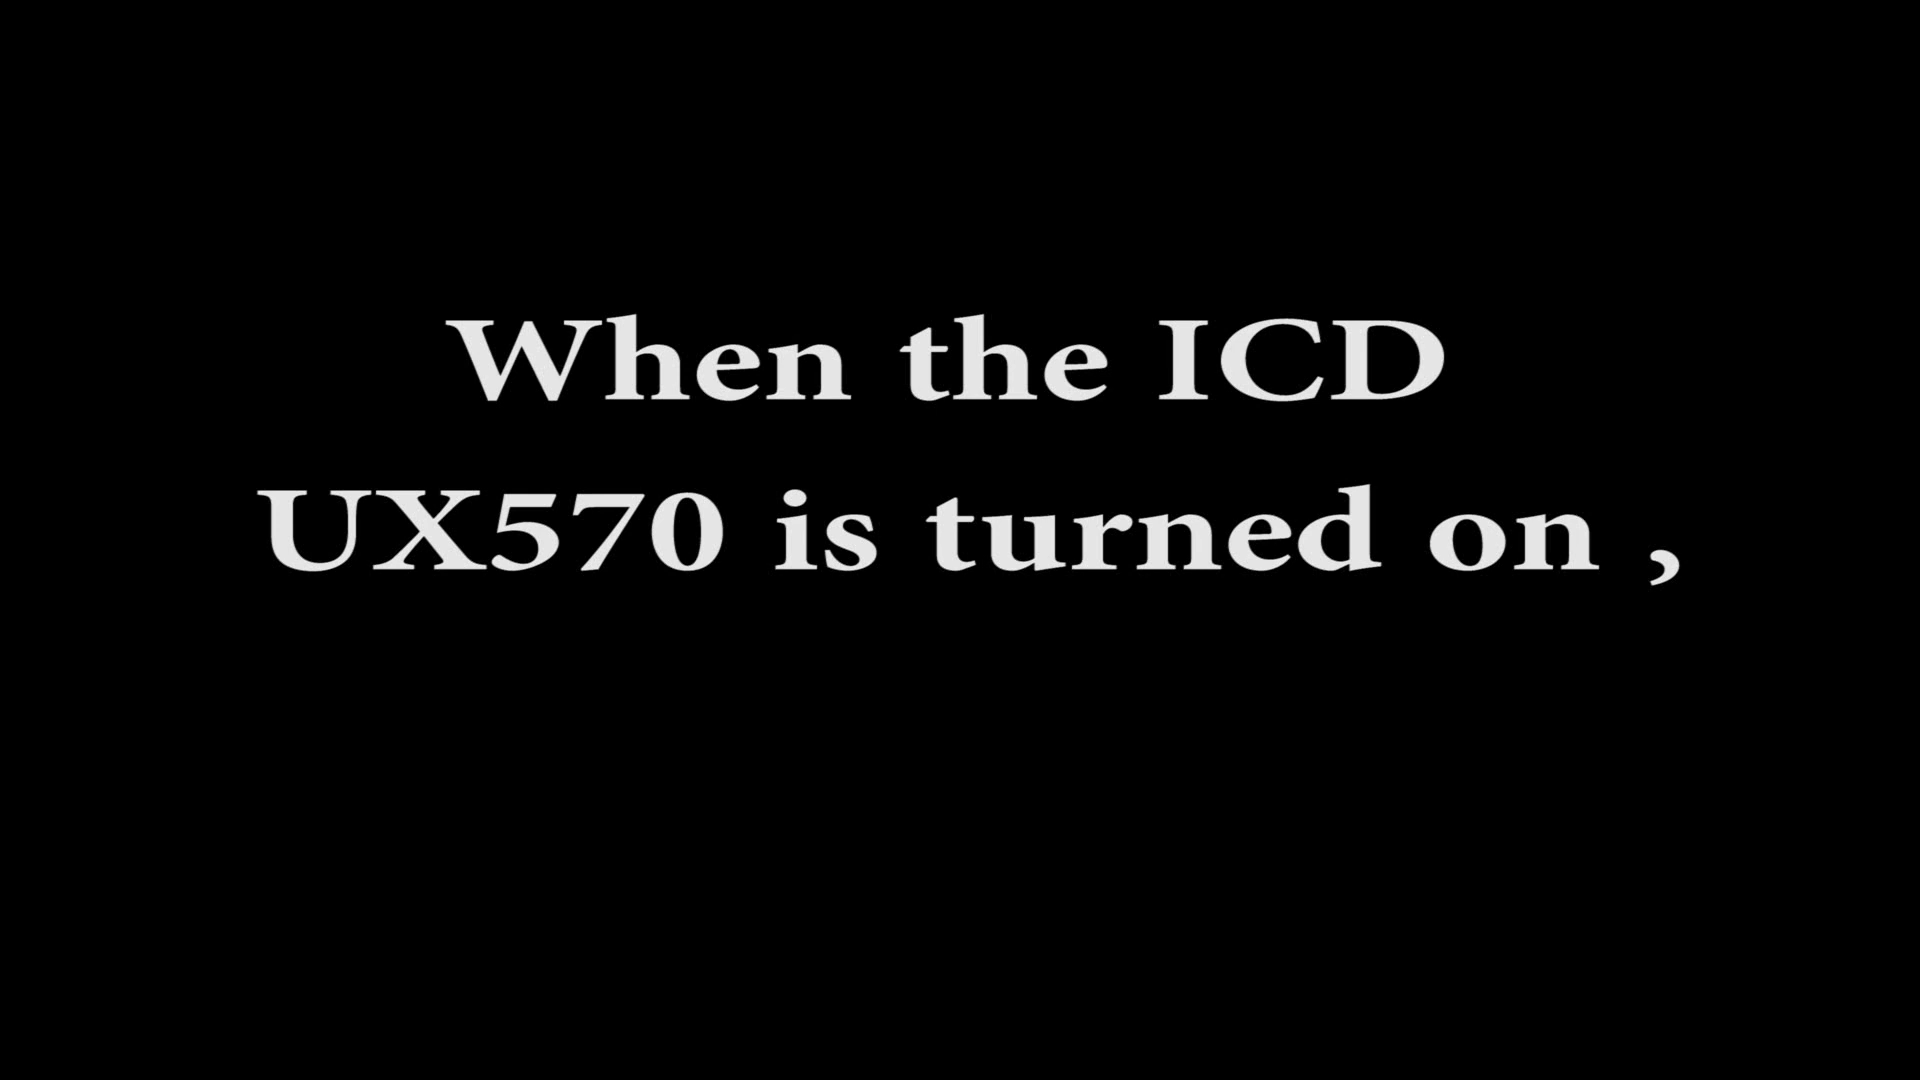 When the ICD
UX570 is turned on ,